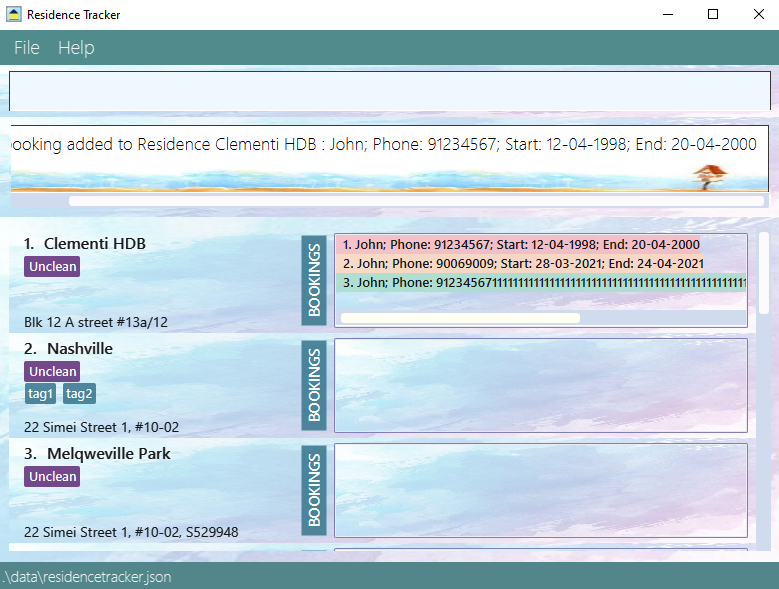 Residence Tracker
File Help
ooking added to Residence Clementi HDB : John; Phone: 91234567; Start: 12-04-1998; End: 20-04-2000
1. Clementi HDB
Unclean
Blk 12 A street #13a/12
BOOKINGS
1. John; Phone: 91234567; Start: 12-04-1998; End: 20-04-2000
2. John; Phone: 90069009; Start: 28-03-2021; End: 24-04-2021
3. John; Phone:
2. Nashville
Unclean
tag1 tag2
22 Simei Street 1, #10-02
BOOKINGS
3. Melqweville Park
Unclean
22 Simei Street 1, #10-02, S529948
BOOKINGS
.\data\residencetracker.json